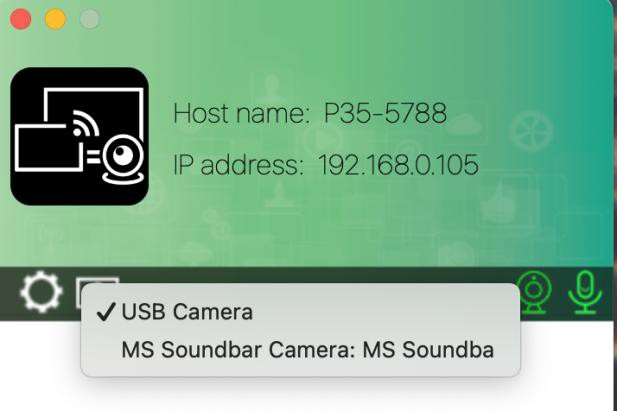 Host name: P35-5788
IP address: 192.168.0.105
USB Camera
MS Soundbar Camera: MS Soundba